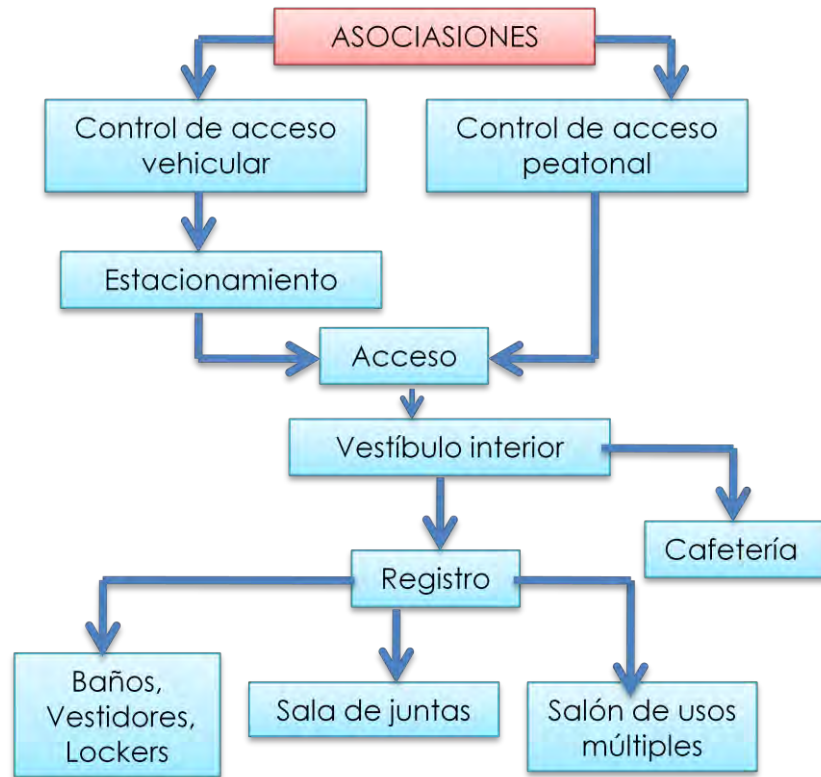 ASOCIASIONES
Control de acceso
vehicular
Control de acceso
peatonal
Estacionamiento
Acceso
Vestíbulo interior
Cafetería
Registro
Baños,
Vestidores,
Lockers
Sala de juntas
Salón de usos
múltiples